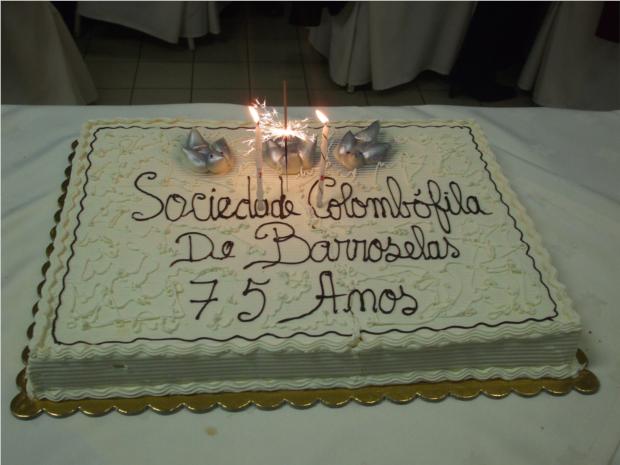 Sociedade Colombófila
De Barroselas
75 Anos